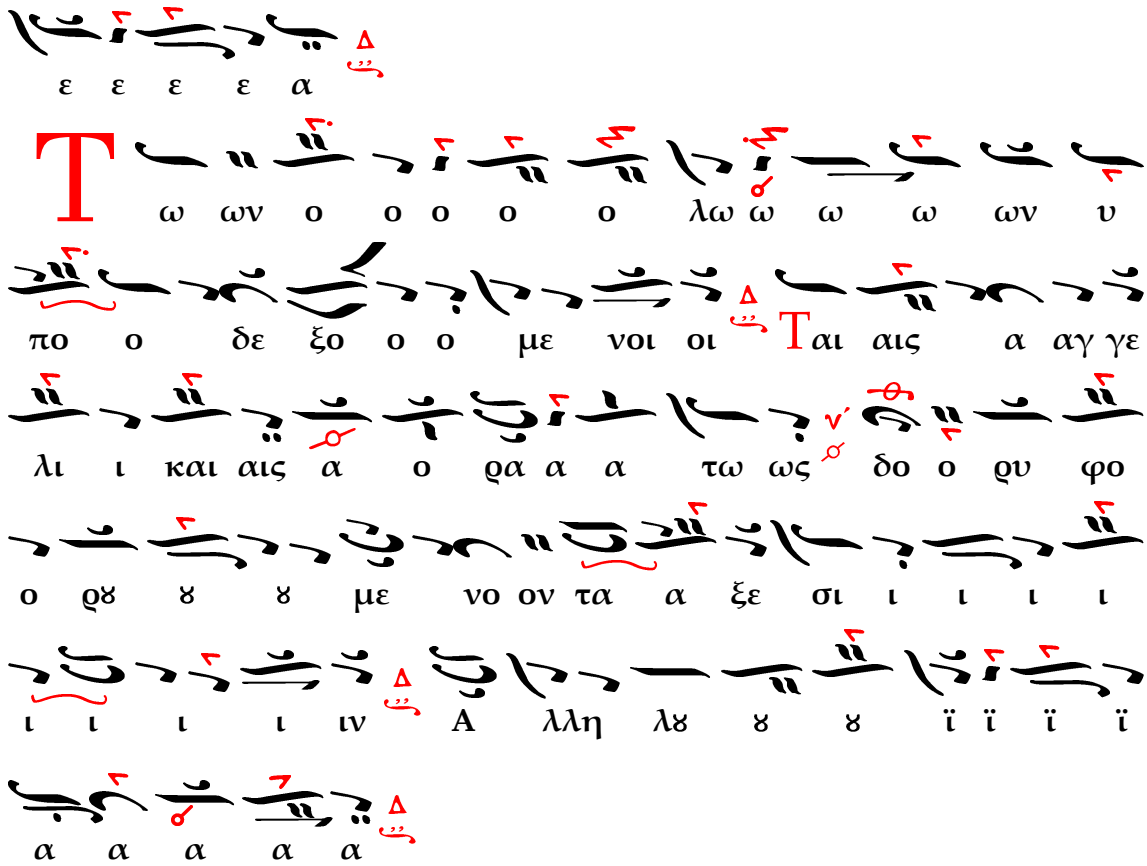 ε ε ε ε α Δ
Τ ω ων ο ο ο ο ο λω ω ω ω ων υ
πο ο δε ξο ο ο με νοι οι Δ Ται αις α αγ γε
λι ι και αις α ο ρα α α τω ως ν΄ δο ο ρυ φο
ο ρȣ ȣ ȣ με νο ον τα α ξε σι ι ι ι ι
ι ι ι ι ιν Δ Α λλη λȣ ȣ ȣ ϊ ϊ ϊ ϊ
α α α α α Δ